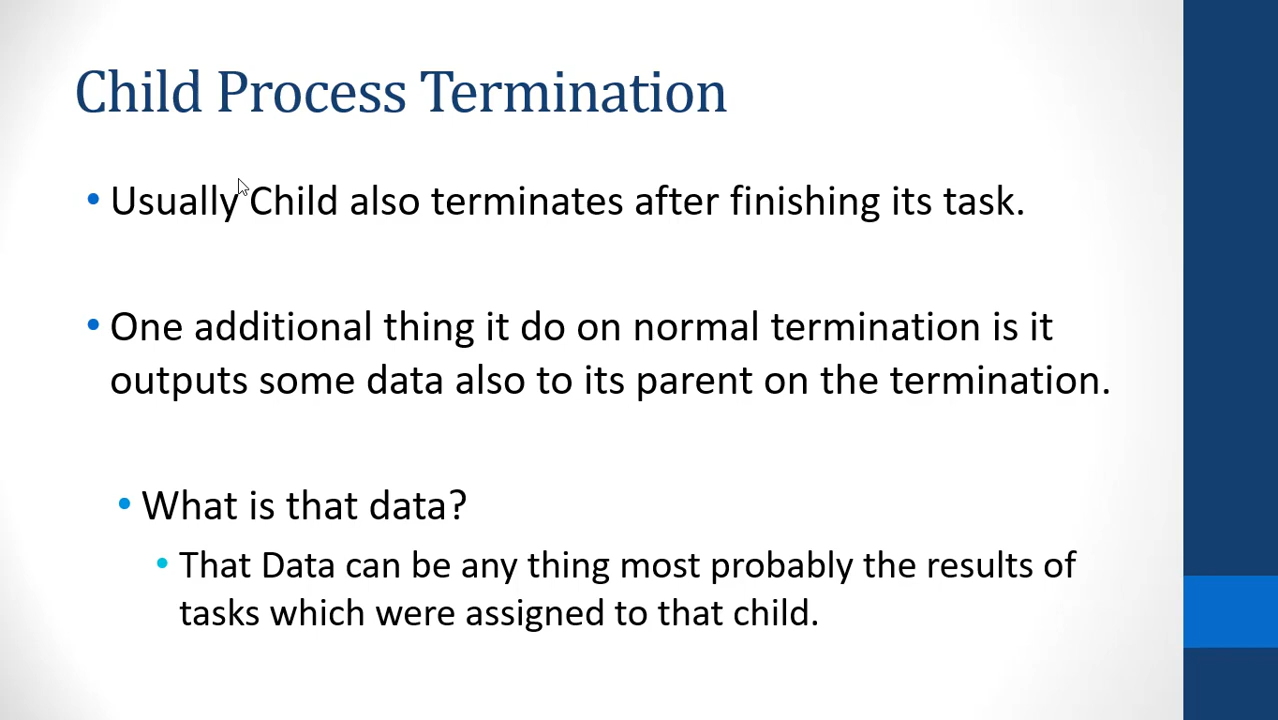 Child Process Termination
• Usually Child also terminates after finishing its task.
• One additional thing it do on normal termination is it
outputs some data also to its parent on the termination.
• What is that data?
• That Data can be any thing most probably the results of
tasks which were assigned to that child.